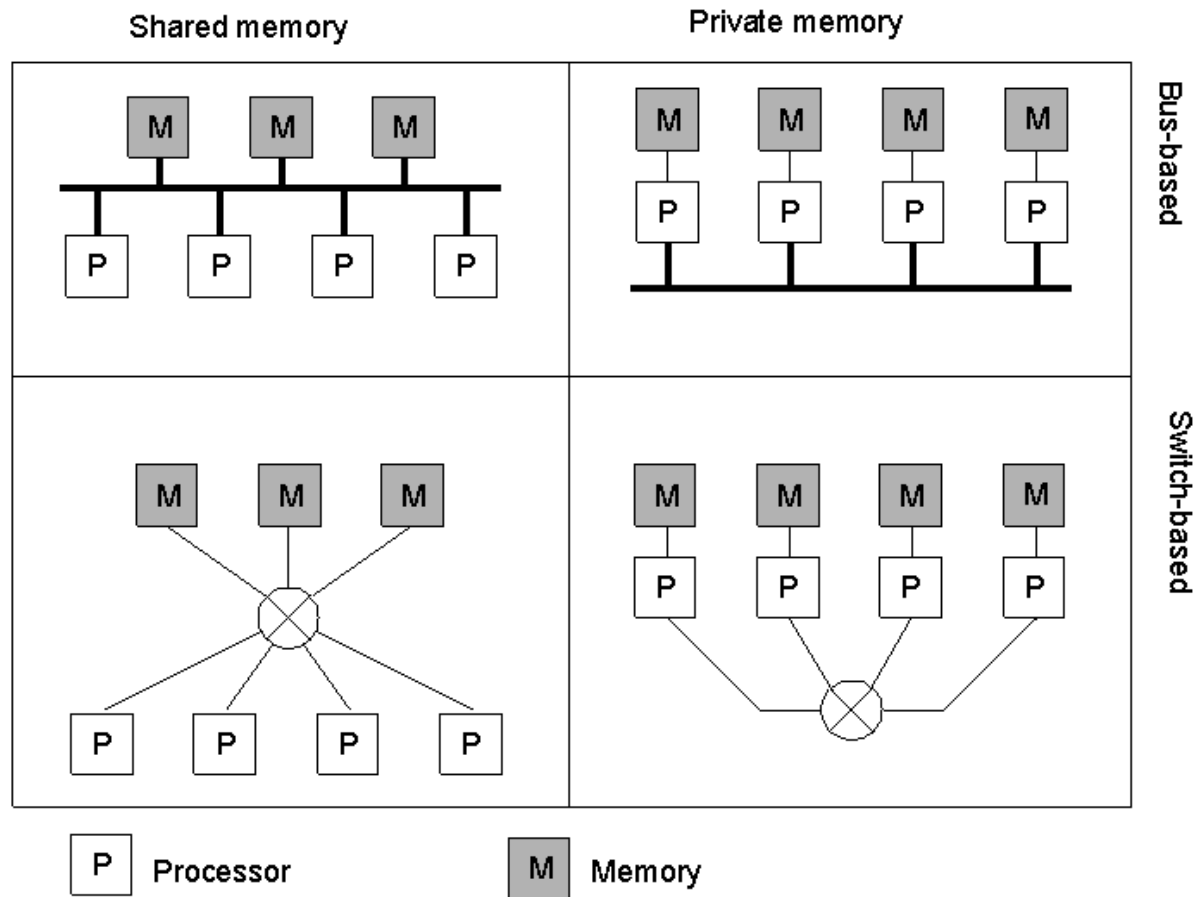 Shared memory
Private memory
M M M
P P P P
M M M M
P P P P
Bus-based
M M M
P P P P
M M M M
P P P P
Switch-based
P Processor
M Memory